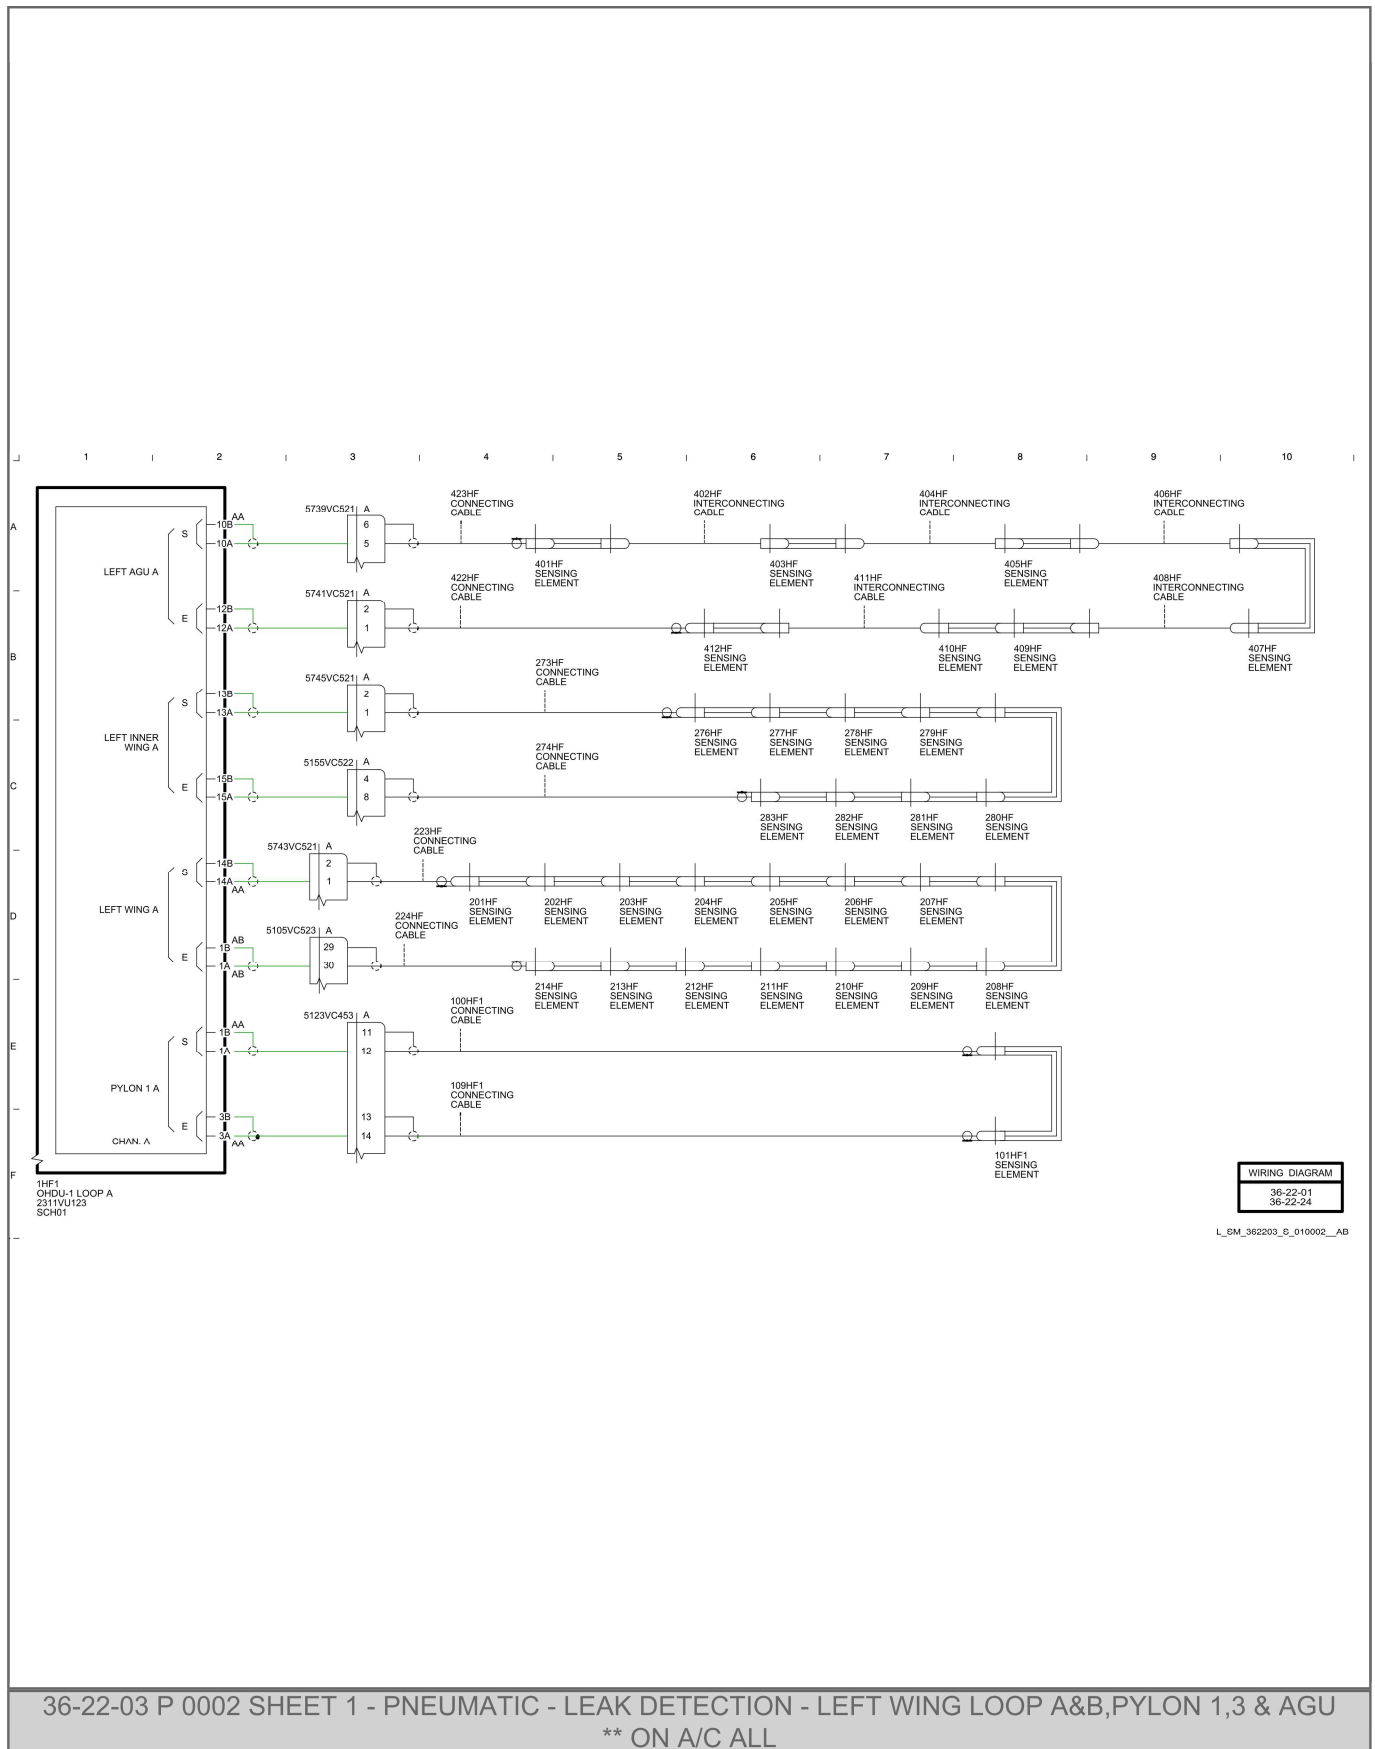 1 2 3 4 5 6 7 8 9 10
A
B
C
D
E
F
LEFT AGU A
S
E
10B AA
10A
12B
12A
5739VC521 A
6
5
423HF
CONNECTING
CABLE
401HF
SENSING
ELEMENT
402HF
INTERCONNECTING
CABLE
403HF
SENSING
ELEMENT
404HF
INTERCONNECTING
CABLE
405HF
SENSING
ELEMENT
406HF
INTERCONNECTING
CABLE
5741VC521 A
2
1
422HF
CONNECTING
CABLE
412HF
SENSING
ELEMENT
411HF
INTERCONNECTING
CABLE
410HF
SENSING
ELEMENT
409HF
SENSING
ELEMENT
408HF
INTERCONNECTING
CABLE
407HF
SENSING
ELEMENT
LEFT INNER
WING A
S
E
13B
13A
15B
15A
5745VC521 A
2
1
273HF
CONNECTING
CABLE
276HF
SENSING
ELEMENT
277HF
SENSING
ELEMENT
278HF
SENSING
ELEMENT
279HF
SENSING
ELEMENT
5155VC522 A
4
8
274HF
CONNECTING
CABLE
283HF
SENSING
ELEMENT
282HF
SENSING
ELEMENT
281HF
SENSING
ELEMENT
280HF
SENSING
ELEMENT
LEFT WING A
S
E
14B
14A AA
1B AB
1A AB
5743VC521 A
2
1
223HF
CONNECTING
CABLE
201HF
SENSING
ELEMENT
202HF
SENSING
ELEMENT
203HF
SENSING
ELEMENT
204HF
SENSING
ELEMENT
205HF
SENSING
ELEMENT
206HF
SENSING
ELEMENT
207HF
SENSING
ELEMENT
5105VC523 A
29
30
224HF
CONNECTING
CABLE
214HF
SENSING
ELEMENT
213HF
SENSING
ELEMENT
212HF
SENSING
ELEMENT
211HF
SENSING
ELEMENT
210HF
SENSING
ELEMENT
209HF
SENSING
ELEMENT
208HF
SENSING
ELEMENT
PYLON 1 A
S
E
1B AA
1A
3B
3A AA
CHAN. A
5123VC453 A
11
12
13
14
100HF1
CONNECTING
CABLE
109HF1
CONNECTING
CABLE
101HF1
SENSING
ELEMENT
1HF1
OHDU-1 LOOP A
2311VU123
SCH01
WIRING DIAGRAM
36-22-01
36-22-24
L_SM_362203_S_010002__AB
36-22-03 P 0002 SHEET 1 - PNEUMATIC - LEAK DETECTION - LEFT WING LOOP A&B,PYLON 1,3 & AGU
** ON A/C ALL